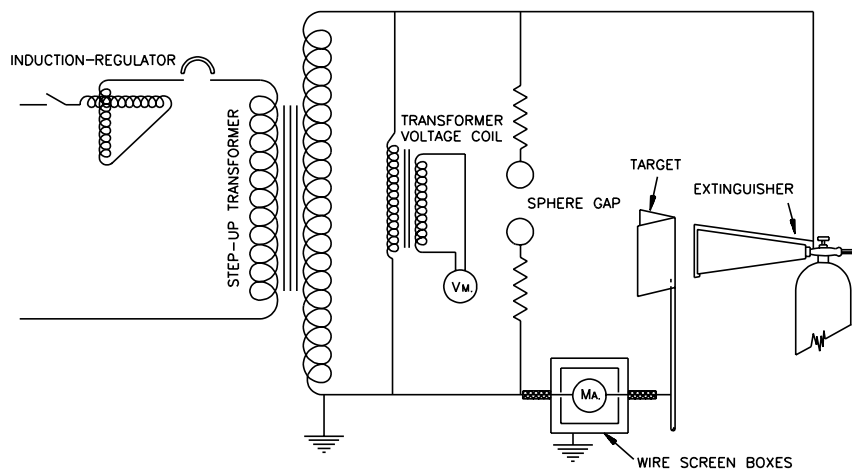 INDUCTION-REGULATOR
STEP-UP TRANSFORMER
TRANSFORMER
VOLTAGE COIL
VM.
SPHERE GAP
TARGET
EXTINGUISHER
MA.
WIRE SCREEN BOXES